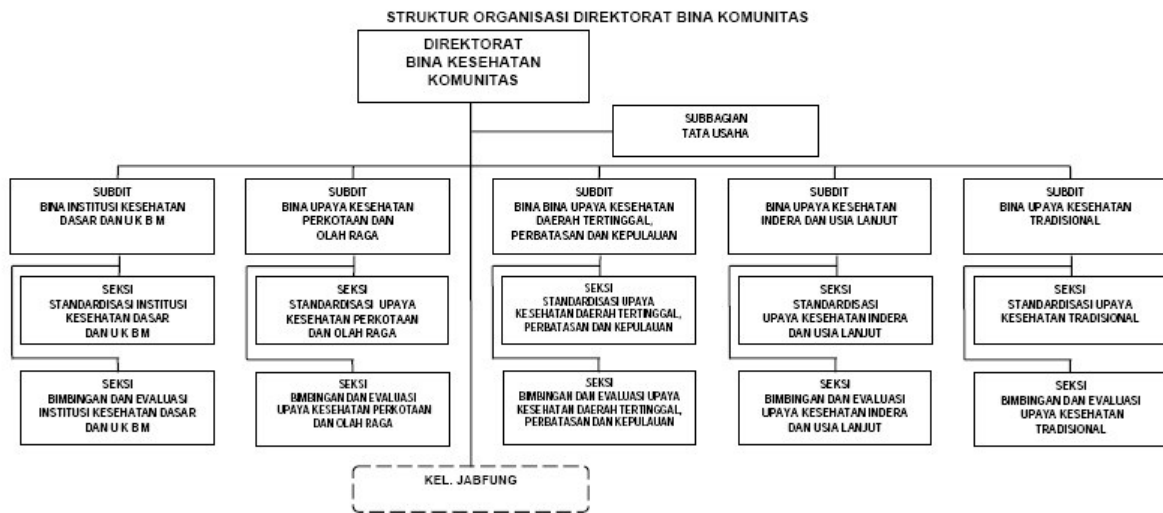 STRUKTUR ORGANISASI DIREKTORAT BINA KOMUNITAS
DIREKTORAT
BINA KESEHATAN
KOMUNITAS
SUBBAGIAN
TATA USAHA
SUBDIT
BINA INSTITUSI KESEHATAN
DASAR DAN U K B M
SUBDIT
BINA UPAYA KESEHATAN
PERKOTAAN DAN
OLAH RAGA
SUBDIT
BINA BINA UPAYA KESEHATAN
DAERAH TERTINGGAL,
PERBATASAN DAN KEPULAUAN
SUBDIT
BINA UPAYA KESEHATAN
INDERA DAN USIA LANJUT
SUBDIT
BINA UPAYA KESEHATAN
TRADISIONAL
SEKSI
STANDARDISASI INSTITUSI
KESEHATAN DASAR
DAN U K B M
SEKSI
STANDARDISASI UPAYA
KESEHATAN PERKOTAAN
DAN OLAH RAGA
SEKSI
STANDARDISASI UPAYA
KESEHATAN DAERAH TERTINGGAL,
PERBATASAN DAN KEPULAUAN
SEKSI
STANDARDISASI
UPAYA KESEHATAN INDERA
DAN USIA LANJUT
SEKSI
STANDARDISASI UPAYA
KESEHATAN TRADISIONAL
SEKSI
BIMBINGAN DAN EVALUASI
INSTITUSI KESEHATAN DASAR
DAN U K B M
SEKSI
BIMBINGAN DAN EVALUASI
UPAYA KESEHATAN PERKOTAAN
DAN OLAH RAGA
SEKSI
BIMBINGAN DAN EVALUASI UPAYA
KESEHATAN DAERAH TERTINGGAL,
PERBATASAN DAN KEPULAUAN
SEKSI
BIMBINGAN DAN EVALUASI
UPAYA KESEHATAN INDERA
DAN USIA LANJUT
SEKSI
BIMBINGAN DAN EVALUASI
UPAYA KESEHATAN
TRADISIONAL
KEL. JABFUNG